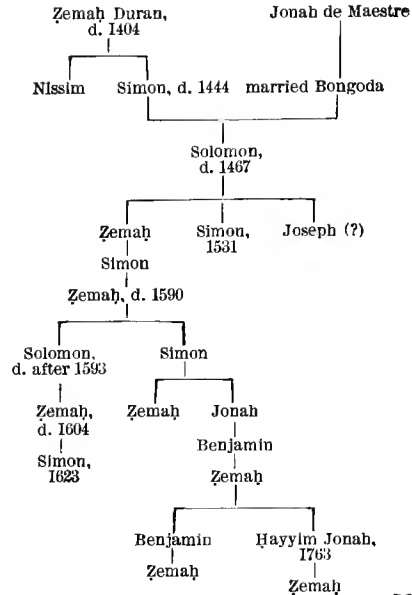 Ẓemaḥ Duran, Jonah de Maestre
d. 1404
Nissim Simon, d. 1444 married Bongoda
Solomon,
d. 1467
Ẓemaḥ Simon, Joseph (?)
1531
Simon
Ẓemaḥ, d. 1590
Solomon, Simon
d. after 1593
Ẓemaḥ, Ẓemaḥ Jonah
d. 1604
Benjamin
Simon,
1623
Ẓemaḥ
Benjamin Ḥayyim Jonah,
1763
Ẓemaḥ
Ẓemaḥ